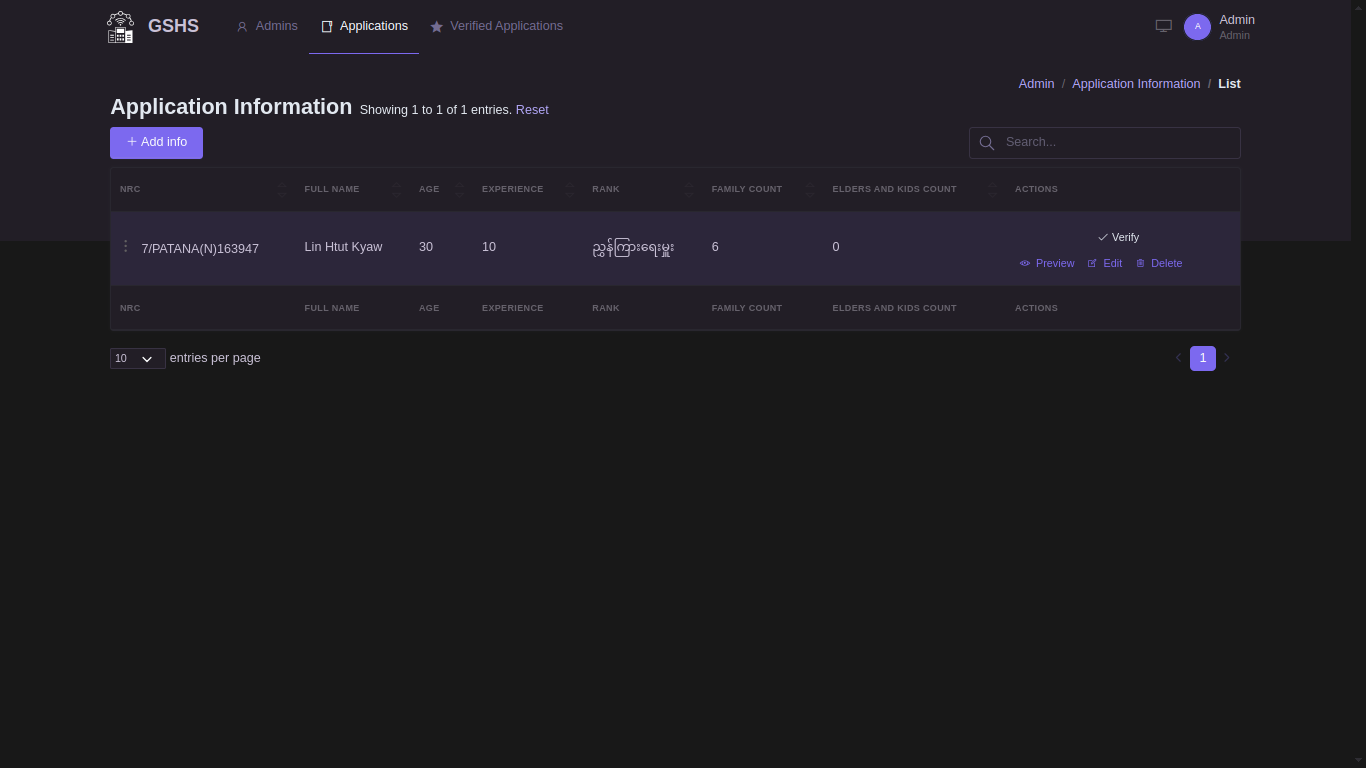 GSHS
Admins
Applications
Verified Applications
A
Admin
Admin
Admin / Application Information / List
Application Information Showing 1 to 1 of 1 entries. Reset
+ Add info
Search...
NRC FULL NAME AGE EXPERIENCE RANK FAMILY COUNT ELDERS AND KIDS COUNT ACTIONS
Verify
7/PATANA(N)163947 Lin Htut Kyaw 30 10 ညွှန်ကြားရေးမှူး 6 0
Preview Edit Delete
NRC FULL NAME AGE EXPERIENCE RANK FAMILY COUNT ELDERS AND KIDS COUNT ACTIONS
10 entries per page
1